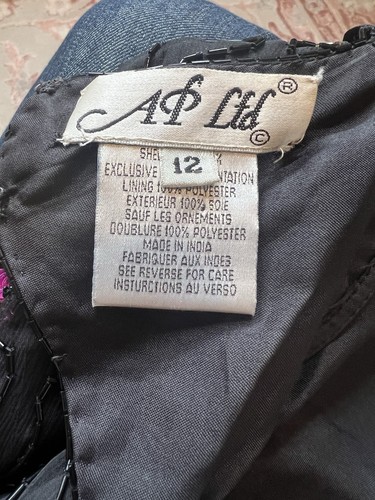 AP Ltd ®
©
12
SHE
EXCLUSIVE NTATION
LINING 100% POLYESTER
EXTERIEUR 100% SOIE
SAUF LES ORNEMENTS
DOUBLURE 100% POLYESTER
MADE IN INDIA
FABRIQUER AUX INDES
SEE REVERSE FOR CARE
INSTURCTIONS AU VERSO